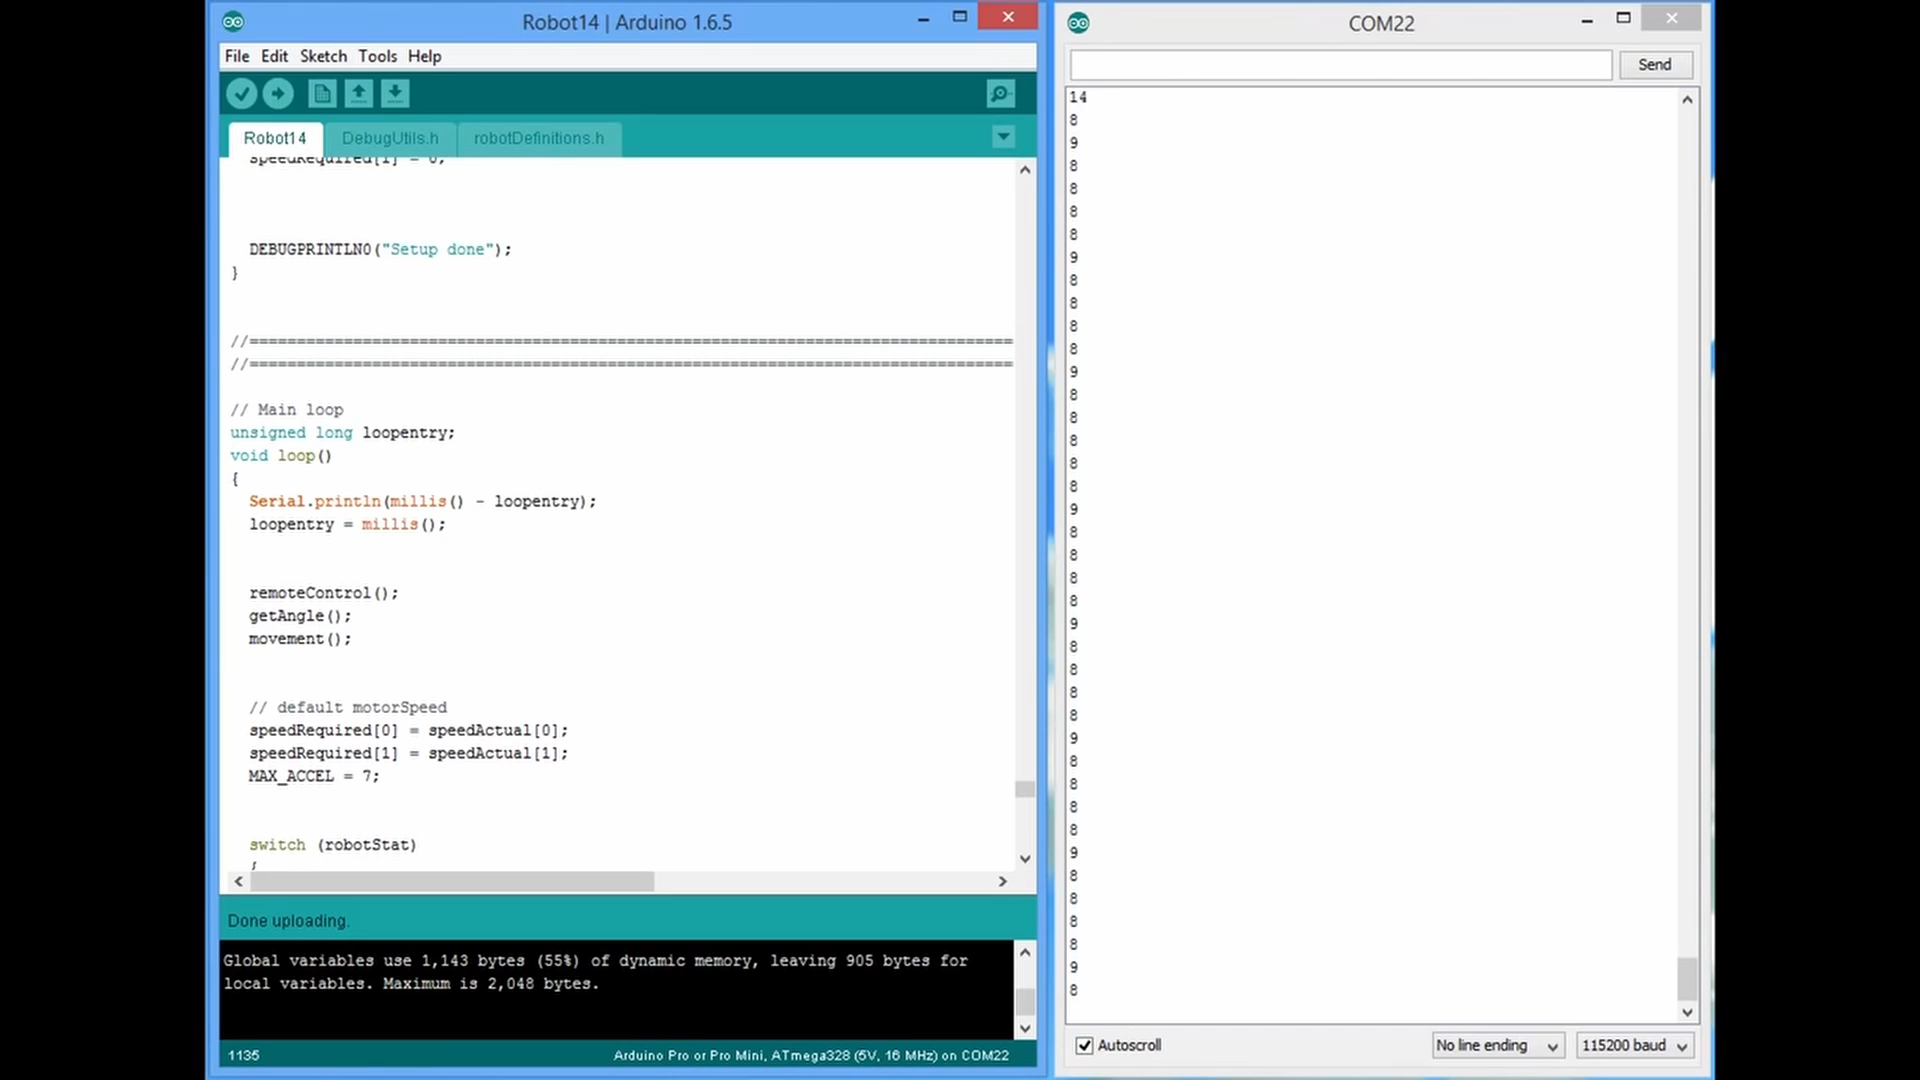 Robot14 | Arduino 1.6.5
File Edit Sketch Tools Help
Robot14 DebugUtils.h robotDefinitions.h
speedRequired[1] = 0;
DEBUGPRINTLN0("Setup done");
}
//==================================================================================
//==================================================================================
// Main loop
unsigned long loopentry;
void loop()
{
Serial.println(millis() - loopentry);
loopentry = millis();
remoteControl();
getAngle();
movement();
// default motorSpeed
speedRequired[0] = speedActual[0];
speedRequired[1] = speedActual[1];
MAX_ACCEL = 7;
switch (robotStat)
{
Done uploading.
Global variables use 1,143 bytes (55%) of dynamic memory, leaving 905 bytes for
local variables. Maximum is 2,048 bytes.
1135 Arduino Pro or Pro Mini, ATmega328 (5V, 16 MHz) on COM22
COM22
Send
14
8
9
8
8
8
8
9
8
8
8
8
9
8
8
8
8
8
9
8
8
8
8
9
8
8
8
8
9
8
8
8
8
9
8
8
8
8
9
8
Autoscroll No line ending 115200 baud